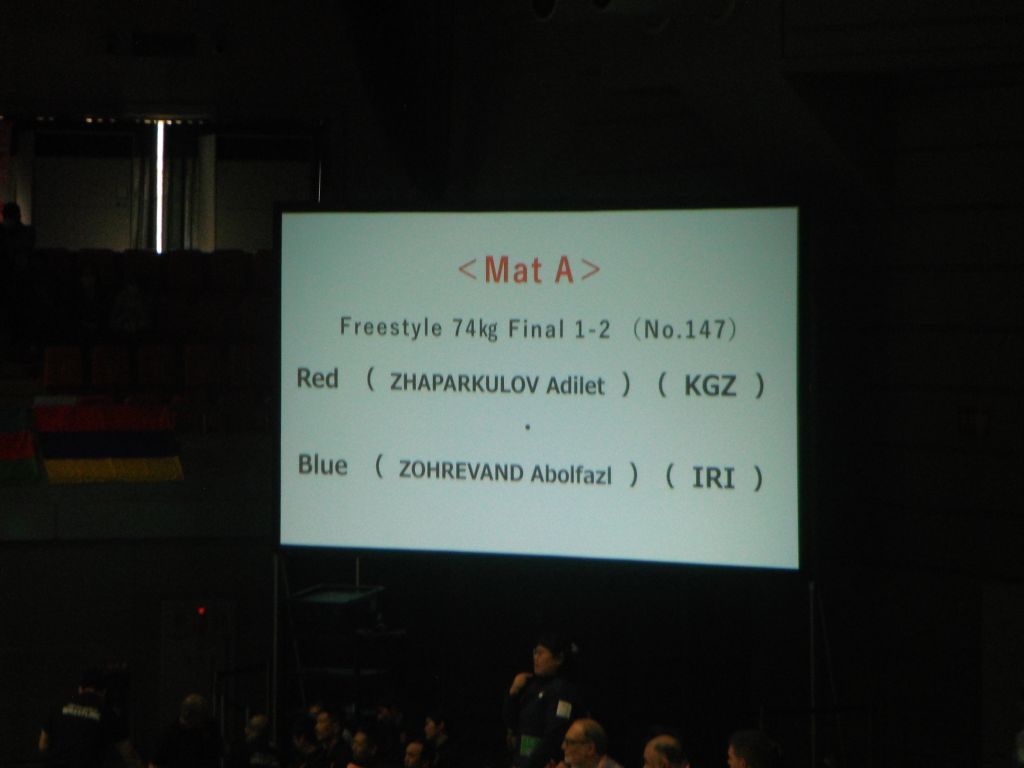 <Mat A>
Freestyle 74kg Final 1-2 (No.147)
Red ( ZHAPARKULOV Adilet ) ( KGZ )
・
Blue ( ZOHREVAND Abolfazl ) ( IRI )